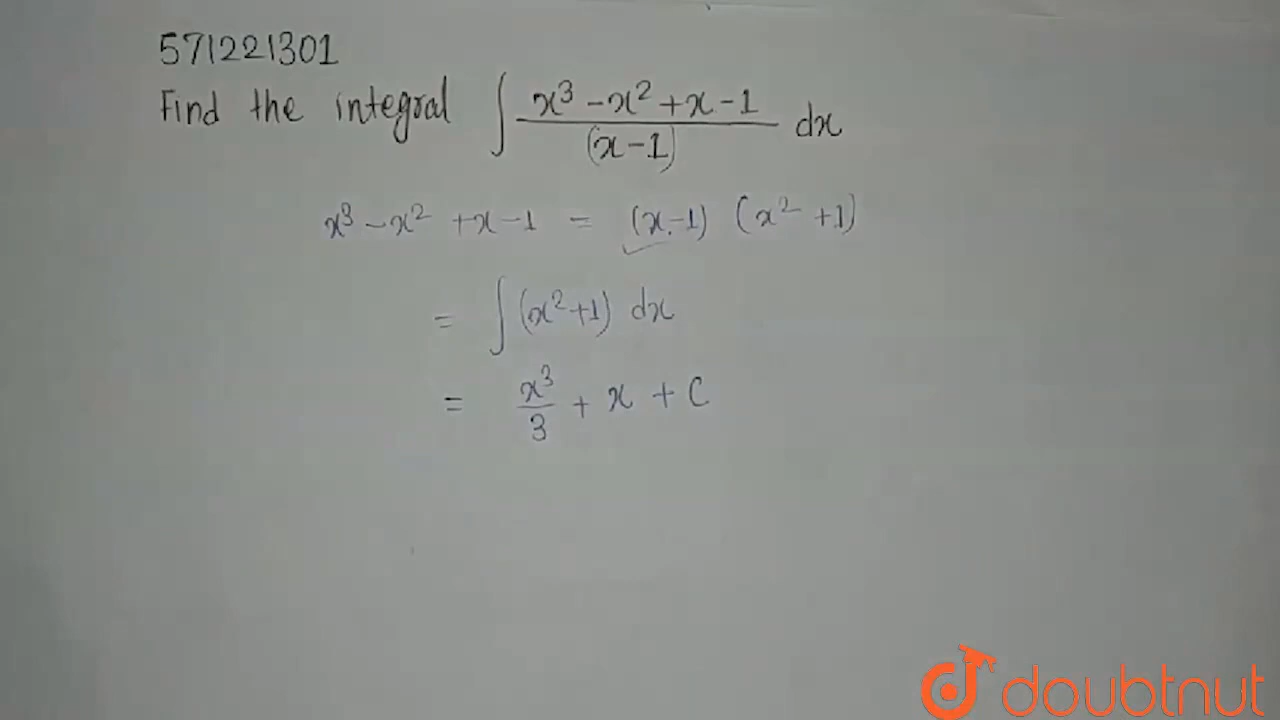 571221301
Find the integral ∫ (x³ - x² + x - 1)/(x - 1) dx
x³ - x² + x - 1 = (x - 1) (x² + 1)
= ∫ (x² + 1) dx
= x³/3 + x + C
doubtnut